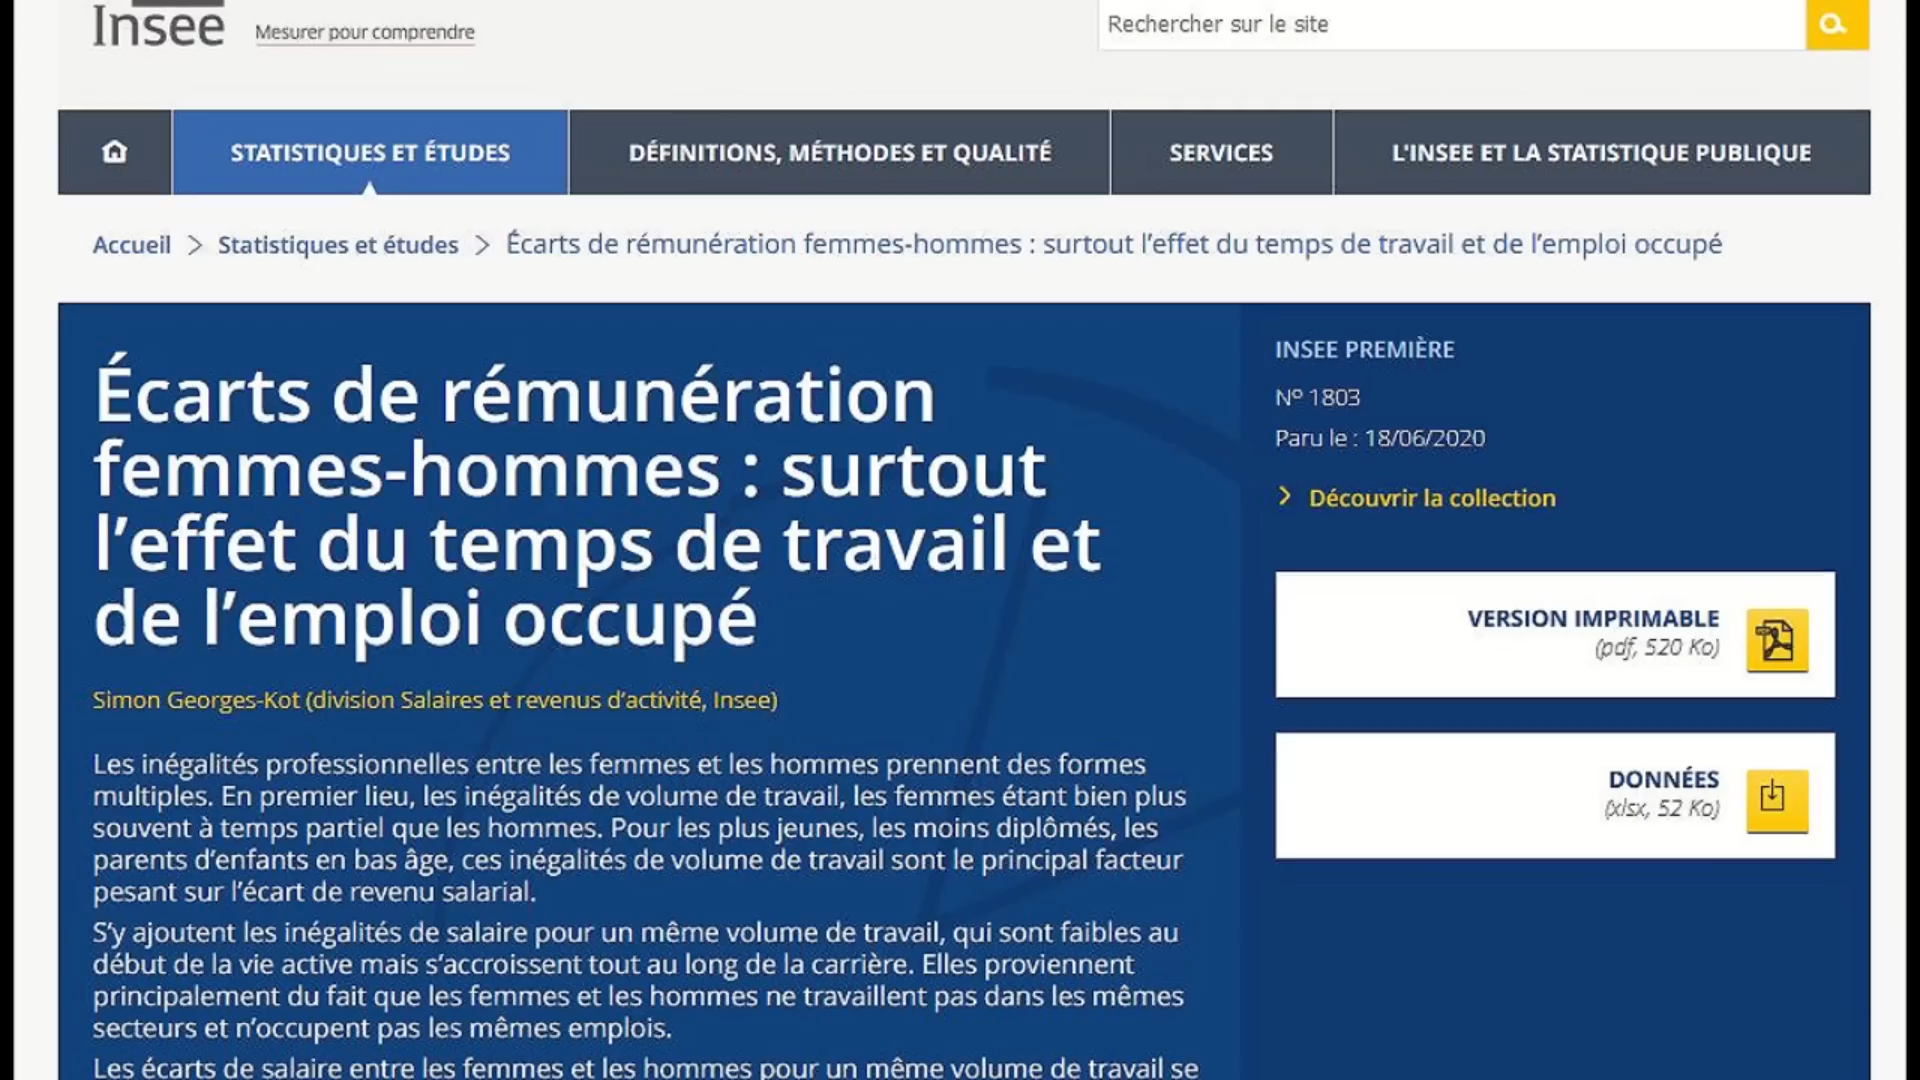 Insee
Mesurer pour comprendre
Rechercher sur le site
STATISTIQUES ET ÉTUDES
DÉFINITIONS, MÉTHODES ET QUALITÉ
SERVICES
L'INSEE ET LA STATISTIQUE PUBLIQUE
Accueil > Statistiques et études > Écarts de rémunération femmes-hommes : surtout l’effet du temps de travail et de l’emploi occupé
Écarts de rémunération
femmes-hommes : surtout
l’effet du temps de travail et
de l’emploi occupé
Simon Georges-Kot (division Salaires et revenus d’activité, Insee)
Les inégalités professionnelles entre les femmes et les hommes prennent des formes
multiples. En premier lieu, les inégalités de volume de travail, les femmes étant bien plus
souvent à temps partiel que les hommes. Pour les plus jeunes, les moins diplômés, les
parents d’enfants en bas âge, ces inégalités de volume de travail sont le principal facteur
pesant sur l’écart de revenu salarial.
S’y ajoutent les inégalités de salaire pour un même volume de travail, qui sont faibles au
début de la vie active mais s’accroissent tout au long de la carrière. Elles proviennent
principalement du fait que les femmes et les hommes ne travaillent pas dans les mêmes
secteurs et n’occupent pas les mêmes emplois.
Les écarts de salaire entre les femmes et les hommes pour un même volume de travail se
INSEE PREMIÈRE
Nº 1803
Paru le : 18/06/2020
> Découvrir la collection
VERSION IMPRIMABLE
(pdf, 520 Ko)
DONNÉES
(xlsx, 52 Ko)